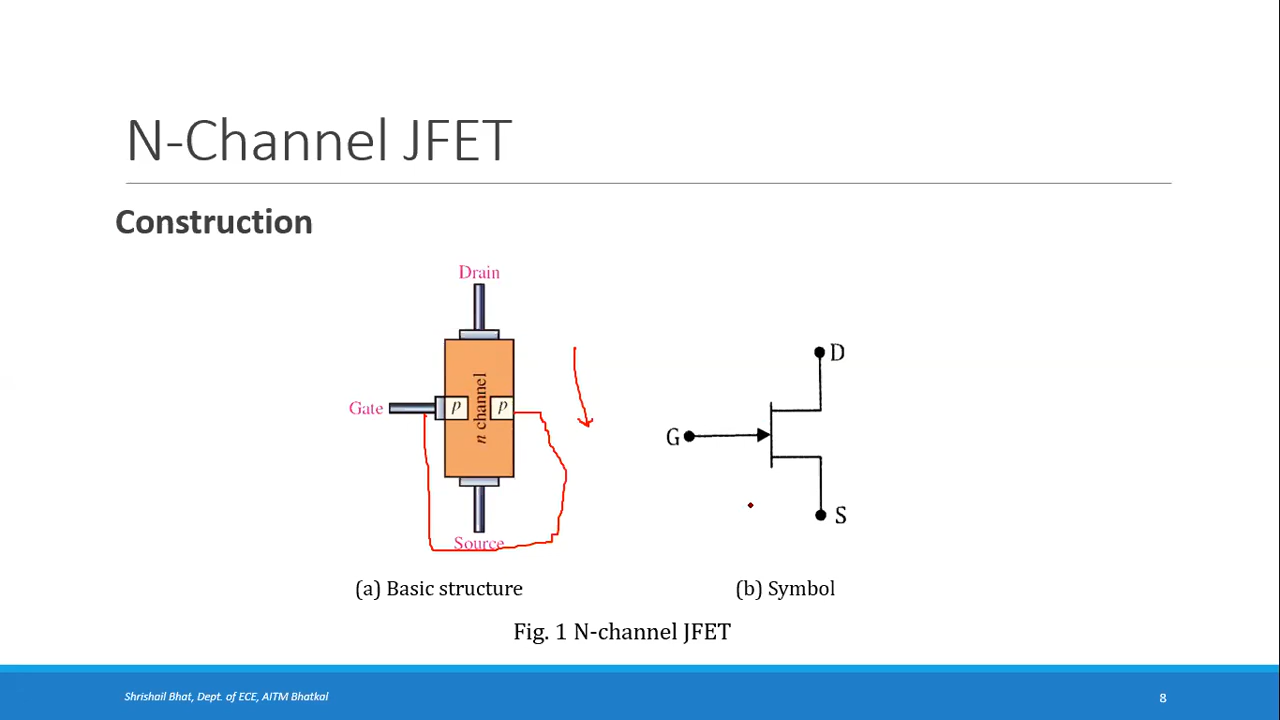 N-Channel JFET
Construction
Drain
Gate
p
n channel
p
Source
D
G
S
(a) Basic structure
(b) Symbol
Fig. 1 N-channel JFET
Shrishail Bhat, Dept. of ECE, AITM Bhatkal
8